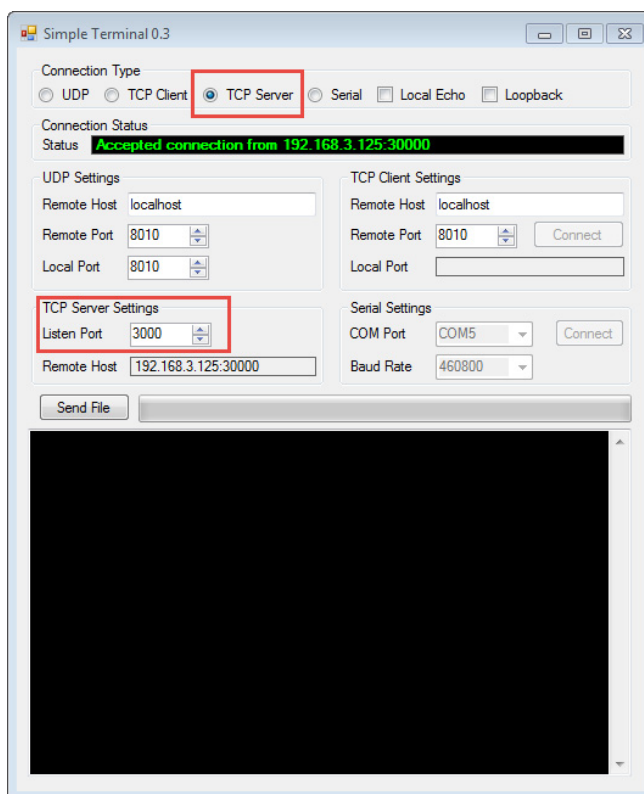 Simple Terminal 0.3
Connection Type
UDP TCP Client TCP Server Serial Local Echo Loopback
Connection Status
Status Accepted connection from 192.168.3.125:30000
UDP Settings
Remote Host localhost
Remote Port 8010
Local Port 8010
TCP Client Settings
Remote Host localhost
Remote Port 8010 Connect
Local Port
TCP Server Settings
Listen Port 3000
Remote Host 192.168.3.125:30000
Serial Settings
COM Port COM5 Connect
Baud Rate 460800
Send File